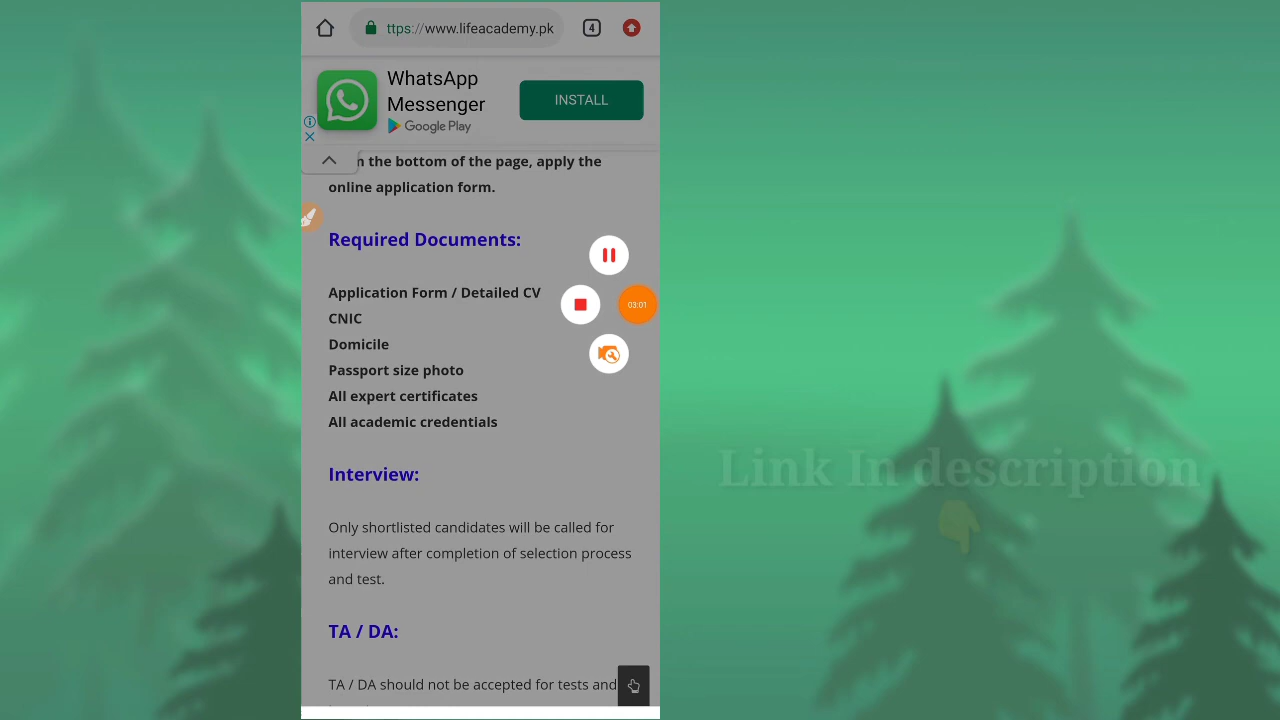 ttps://www.lifeacademy.pk
4
WhatsApp
Messenger
INSTALL
Google Play
n the bottom of the page, apply the
online application form.
Required Documents:
Application Form / Detailed CV
03:01
CNIC
Domicile
Passport size photo
All expert certificates
All academic credentials
Link In description
Interview:
Only shortlisted candidates will be called for
interview after completion of selection process
and test.
TA / DA:
TA / DA should not be accepted for tests and